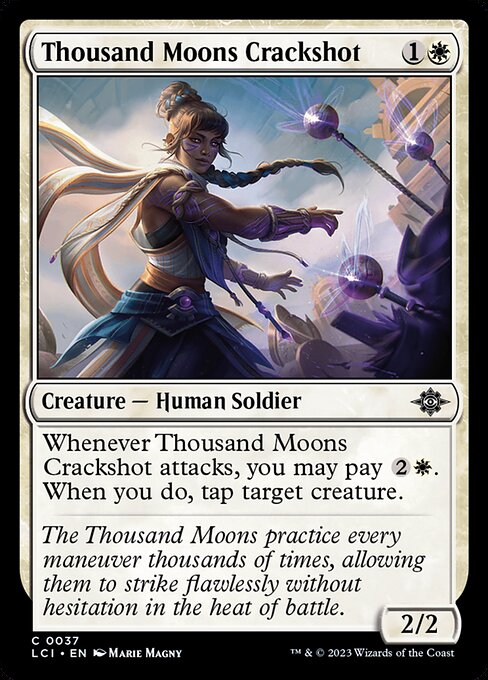 Thousand Moons Crackshot 1
Creature — Human Soldier
Whenever Thousand Moons
Crackshot attacks, you may pay 2.
When you do, tap target creature.
The Thousand Moons practice every
maneuver thousands of times, allowing
them to strike flawlessly without
hesitation in the heat of battle.
2/2
C 0037
LCI • EN Marie Magny
™ & © 2023 Wizards of the Coast